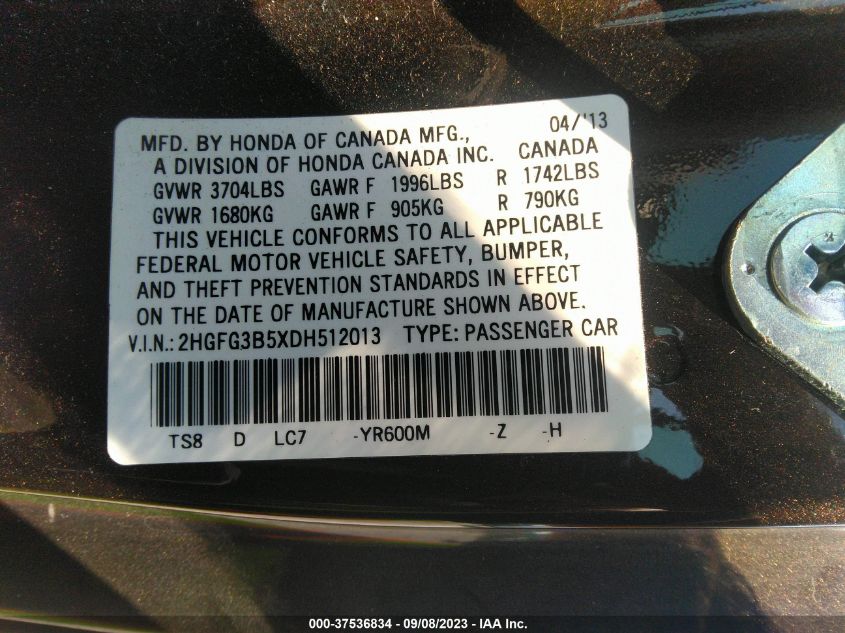 MFD. BY HONDA OF CANADA MFG., 04/'13
A DIVISION OF HONDA CANADA INC. CANADA
GVWR 3704LBS GAWR F 1996LBS R 1742LBS
GVWR 1680KG GAWR F 905KG R 790KG
THIS VEHICLE CONFORMS TO ALL APPLICABLE
FEDERAL MOTOR VEHICLE SAFETY, BUMPER,
AND THEFT PREVENTION STANDARDS IN EFFECT
ON THE DATE OF MANUFACTURE SHOWN ABOVE.
V.I.N.: 2HGFG3B5XDH512013 TYPE: PASSENGER CAR
TS8 D LC7 -YR600M -Z -H
000-37536834 - 09/08/2023 - IAA Inc.